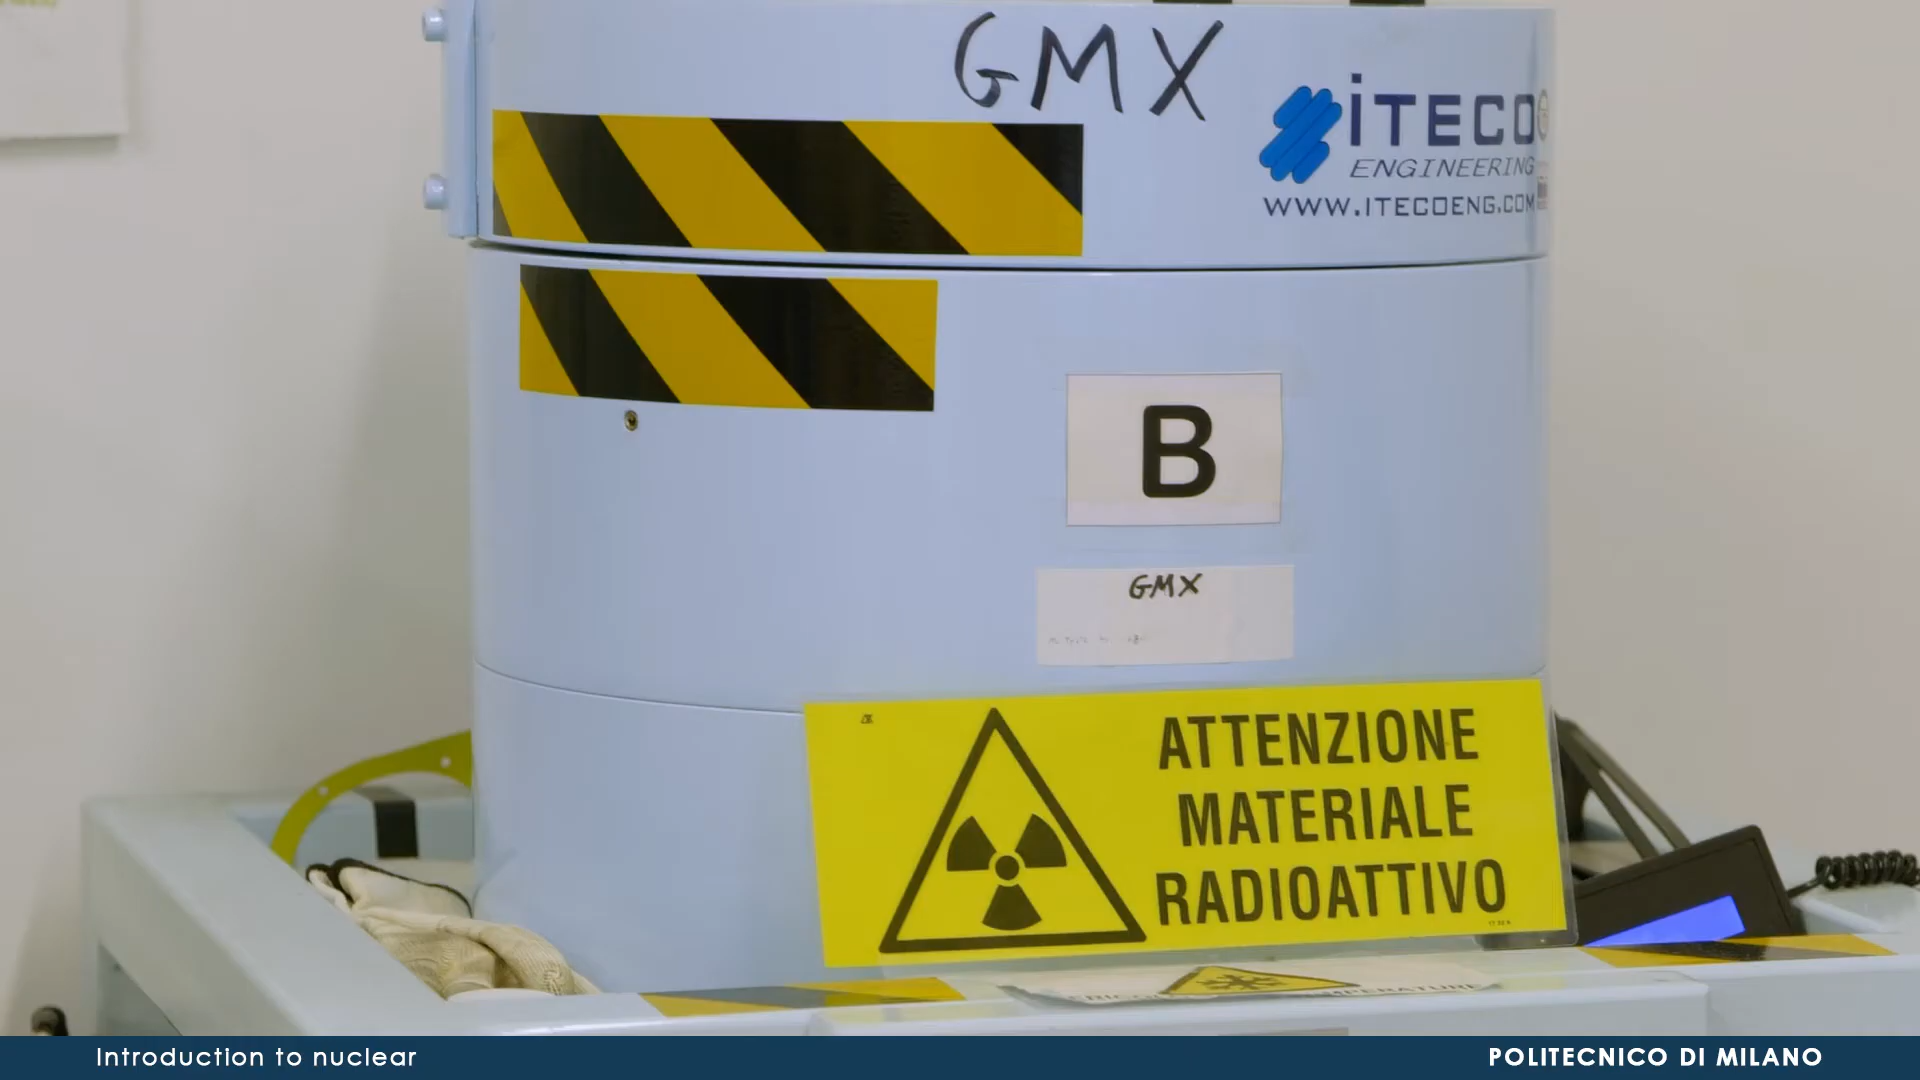 GMX
iTECO
ENGINEERING
WWW.ITECOENG.COM
B
GMX
ATTENZIONE
MATERIALE
RADIOATTIVO
Introduction to nuclear
POLITECNICO DI MILANO